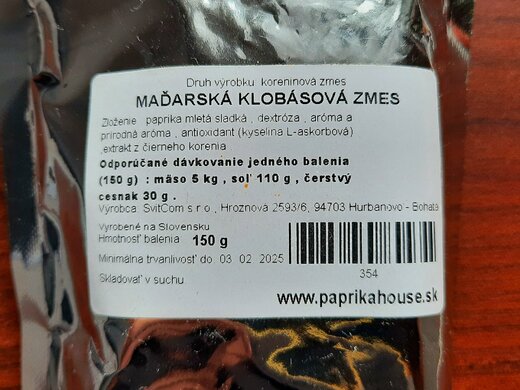 Druh výrobku koreninová zmes
MAĎARSKÁ KLOBÁSOVÁ ZMES
Zloženie paprika mletá sladká , dextróza , aróma a
prírodná aróma , antioxidant (kyselina L-askorbová)
,extrakt z čierneho korenia
Odporúčané dávkovanie jedného balenia
(150 g) : mäso 5 kg , soľ 110 g , čerstvý
cesnak 30 g .
Výrobca SvitCom s r.o , Hroznová 2593/6, 94703 Hurbanovo - Bohatá
Vyrobené na Slovensku
Hmotnosť balenia 150 g
Minimálna trvanlivosť do 03 02 2025
354
Skladovať v suchu
www.paprikahouse.sk